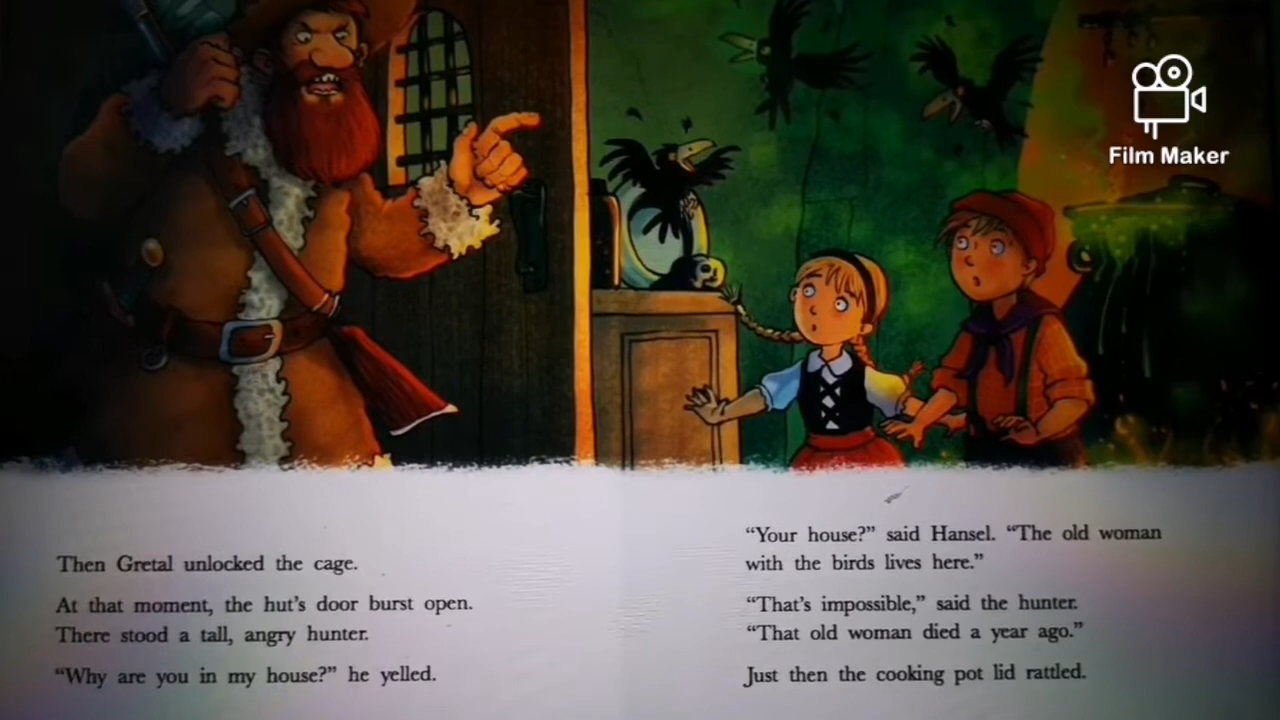 Film Maker
Then Gretal unlocked the cage.
At that moment, the hut's door burst open.
There stood a tall, angry hunter.
“Why are you in my house?” he yelled.
“Your house?” said Hansel. “The old woman
with the birds lives here.”
“That's impossible,” said the hunter.
“That old woman died a year ago.”
Just then the cooking pot lid rattled.